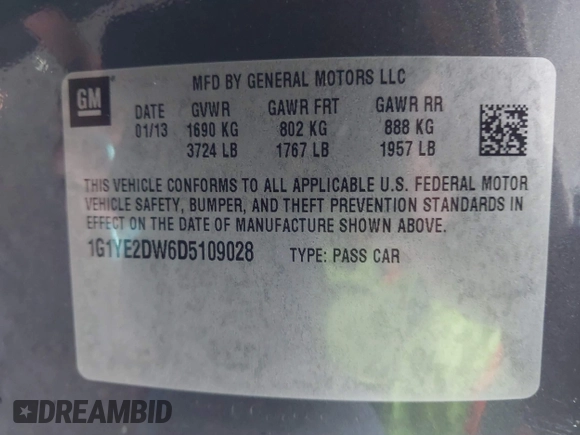 GM
MFD BY GENERAL MOTORS LLC
DATE GVWR GAWR FRT GAWR RR
01/13 1690 KG 802 KG 888 KG
3724 LB 1767 LB 1957 LB
THIS VEHICLE CONFORMS TO ALL APPLICABLE U.S. FEDERAL MOTOR
VEHICLE SAFETY, BUMPER, AND THEFT PREVENTION STANDARDS IN
EFFECT ON THE DATE OF MANUFACTURE SHOWN ABOVE.
1G1YE2DW6D5109028 TYPE: PASS CAR
DREAMBID